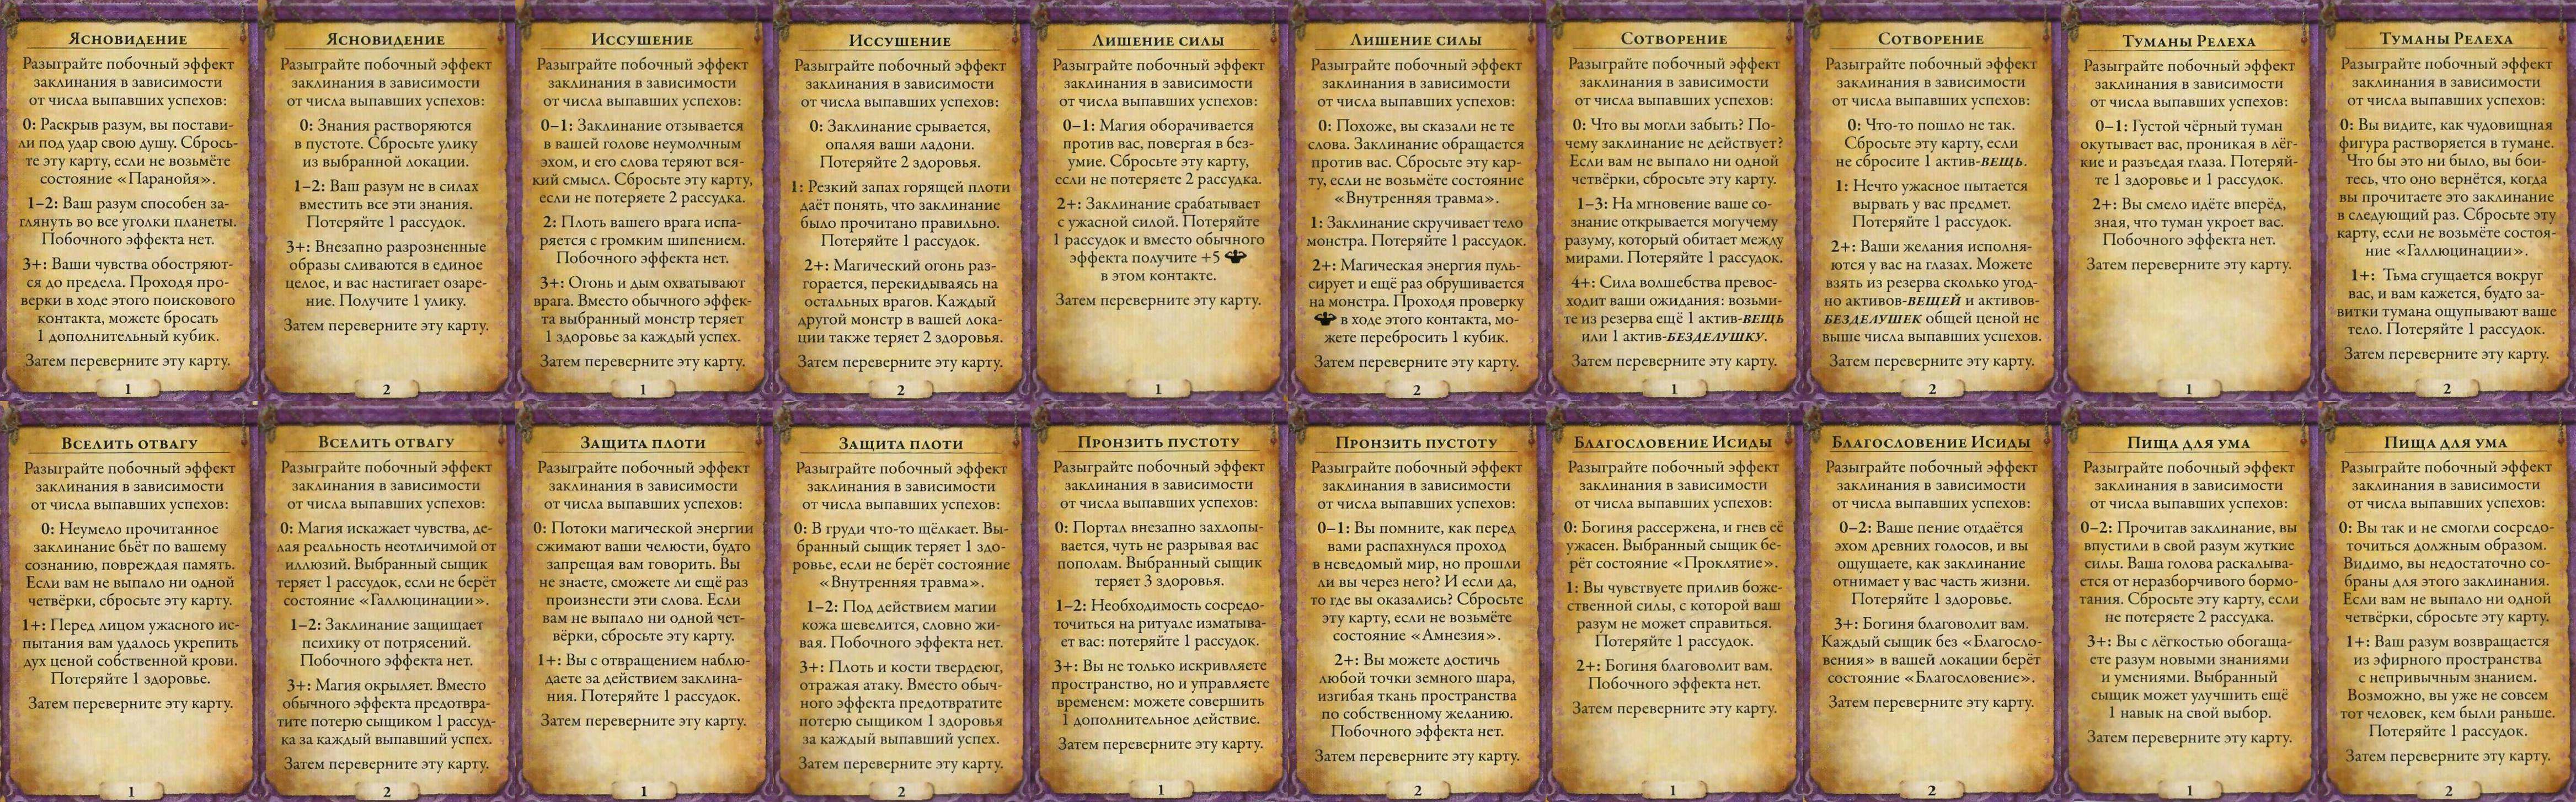 Ясновидение
Разыграйте побочный эффект
заклинания в зависимости
от числа выпавших успехов:
0: Раскрыв разум, вы постави-
ли под удар свою душу. Сбрось-
те эту карту, если не возьмёте
состояние «Паранойя».
1–2: Ваш разум способен за-
глянуть во все уголки планеты.
Побочного эффекта нет.
3+: Ваши чувства обостряют-
ся до предела. Проходя про-
верки в ходе этого поискового
контакта, можете бросать
1 дополнительный кубик.
Затем переверните эту карту.
1
Ясновидение
Разыграйте побочный эффект
заклинания в зависимости
от числа выпавших успехов:
0: Знания растворяются
в пустоте. Сбросьте улику
из выбранной локации.
1–2: Ваш разум не в силах
вместить все эти знания.
Потеряйте 1 рассудок.
3+: Внезапно разрозненные
образы сливаются в единое
целое, и вас настигает озаре-
ние. Получите 1 улику.
Затем переверните эту карту.
2
Иссушение
Разыграйте побочный эффект
заклинания в зависимости
от числа выпавших успехов:
0–1: Заклинание отзывается
в вашей голове неумолчным
эхом, и его слова теряют вся-
кий смысл. Сбросьте эту карту,
если не потеряете 2 рассудка.
2: Плоть вашего врага испа-
ряется с громким шипением.
Побочного эффекта нет.
3+: Огонь и дым охватывают
врага. Вместо обычного эффек-
та выбранный монстр теряет
1 здоровье за каждый успех.
Затем переверните эту карту.
1
Иссушение
Разыграйте побочный эффект
заклинания в зависимости
от числа выпавших успехов:
0: Заклинание срывается,
опаляя ваши ладони.
Потеряйте 2 здоровья.
1: Резкий запах горящей плоти
даёт понять, что заклинание
было прочитано правильно.
Потеряйте 1 рассудок.
2+: Магический огонь раз-
горается, перекидываясь на
остальных врагов. Каждый
другой монстр в вашей лока-
ции также теряет 2 здоровья.
Затем переверните эту карту.
2
Лишение силы
Разыграйте побочный эффект
заклинания в зависимости
от числа выпавших успехов:
0–1: Магия оборачивается
против вас, повергая в без-
умие. Сбросьте эту карту,
если не потеряете 2 рассудка.
2+: Заклинание срабатывает
с ужасной силой. Потеряйте
1 рассудок и вместо обычного
эффекта получите +5
в этом контакте.
Затем переверните эту карту.
1
Лишение силы
Разыграйте побочный эффект
заклинания в зависимости
от числа выпавших успехов:
0: Похоже, вы сказали не те
слова. Заклинание обращается
против вас. Сбросьте эту кар-
ту, если не возьмёте состояние
«Внутренняя травма».
1: Заклинание скручивает тело
монстра. Потеряйте 1 рассудок.
2+: Магическая энергия пуль-
сирует и ещё раз обрушивается
на монстра. Проходя проверку
в ходе этого контакта, мо-
жете перебросить 1 кубик.
Затем переверните эту карту.
2
Сотворение
Разыграйте побочный эффект
заклинания в зависимости
от числа выпавших успехов:
0: Что вы могли забыть? По-
чему заклинание не действует?
Если вам не выпало ни одной
четвёрки, сбросьте эту карту.
1–3: На мгновение ваше со-
знание открывается могучему
разуму, который обитает между
мирами. Потеряйте 1 рассудок.
4+: Сила волшебства превос-
ходит ваши ожидания: возьми-
те из резерва ещё 1 актив-ВЕЩЬ
или 1 актив-БЕЗДЕЛУШКУ.
Затем переверните эту карту.
1
Сотворение
Разыграйте побочный эффект
заклинания в зависимости
от числа выпавших успехов:
0: Что-то пошло не так.
Сбросьте эту карту, если
не сбросите 1 актив-ВЕЩЬ.
1: Нечто ужасное пытается
вырвать у вас предмет.
Потеряйте 1 рассудок.
2+: Ваши желания исполня-
ются у вас на глазах. Можете
взять из резерва сколько угод-
но активов-ВЕЩЕЙ и активов-
БЕЗДЕЛУШЕК общей ценой не
выше числа выпавших успехов.
Затем переверните эту карту.
2
Туманы Релеха
Разыграйте побочный эффект
заклинания в зависимости
от числа выпавших успехов:
0–1: Густой чёрный туман
окутывает вас, проникая в лёг-
кие и разъедая глаза. Потеряй-
те 1 здоровье и 1 рассудок.
2+: Вы смело идёте вперёд,
зная, что туман укроет вас.
Побочного эффекта нет.
Затем переверните эту карту.
1
Туманы Релеха
Разыграйте побочный эффект
заклинания в зависимости
от числа выпавших успехов:
0: Вы видите, как чудовищная
фигура растворяется в тумане.
Что бы это ни было, вы бои-
тесь, что оно вернётся, когда
вы прочитаете это заклинание
в следующий раз. Сбросьте эту
карту, если не возьмёте состоя-
ние «Галлюцинации».
1+: Тьма сгущается вокруг
вас, и вам кажется, будто за-
витки тумана ощупывают ваше
тело. Потеряйте 1 рассудок.
Затем переверните эту карту.
2
Вселить отвагу
Разыграйте побочный эффект
заклинания в зависимости
от числа выпавших успехов:
0: Неумело прочитанное
заклинание бьёт по вашему
сознанию, повреждая память.
Если вам не выпало ни одной
четвёрки, сбросьте эту карту.
1+: Перед лицом ужасного ис-
пытания вам удалось укрепить
дух ценой собственной крови.
Потеряйте 1 здоровье.
Затем переверните эту карту.
1
Вселить отвагу
Разыграйте побочный эффект
заклинания в зависимости
от числа выпавших успехов:
0: Магия искажает чувства, де-
лая реальность неотличимой от
иллюзий. Выбранный сыщик
теряет 1 рассудок, если не берёт
состояние «Галлюцинации».
1–2: Заклинание защищает
психику от потрясений.
Побочного эффекта нет.
3+: Магия окрыляет. Вместо
обычного эффекта предотвра-
тите потерю сыщиком 1 рассуд-
ка за каждый выпавший успех.
Затем переверните эту карту.
2
Защита плоти
Разыграйте побочный эффект
заклинания в зависимости
от числа выпавших успехов:
0: Потоки магической энергии
сжимают ваши челюсти, будто
запрещая вам говорить. Вы
не знаете, сможете ли ещё раз
произнести эти слова. Если
вам не выпало ни одной чет-
вёрки, сбросьте эту карту.
1+: Вы с отвращением наблю-
даете за действием заклина-
ния. Потеряйте 1 рассудок.
Затем переверните эту карту.
1
Защита плоти
Разыграйте побочный эффект
заклинания в зависимости
от числа выпавших успехов:
0: В груди что-то щёлкает. Вы-
бранный сыщик теряет 1 здо-
ровье, если не берёт состояние
«Внутренняя травма».
1–2: Под действием магии
кожа шевелится, словно жи-
вая. Побочного эффекта нет.
3+: Плоть и кости твердеют,
отражая атаку. Вместо обыч-
ного эффекта предотвратите
потерю сыщиком 1 здоровья
за каждый выпавший успех.
Затем переверните эту карту.
2
Пронзить пустоту
Разыграйте побочный эффект
заклинания в зависимости
от числа выпавших успехов:
0: Портал внезапно захлопы-
вается, чуть не разрывая вас
пополам. Выбранный сыщик
теряет 3 здоровья.
1–2: Необходимость сосредо-
точиться на ритуале изматыва-
ет вас: потеряйте 1 рассудок.
3+: Вы не только искривляете
пространство, но и управляете
временем: можете совершить
1 дополнительное действие.
Затем переверните эту карту.
1
Пронзить пустоту
Разыграйте побочный эффект
заклинания в зависимости
от числа выпавших успехов:
0–1: Вы помните, как перед
вами распахнулся проход
в неведомый мир, но прошли
ли вы через него? И если да,
то где вы оказались? Сбросьте
эту карту, если не возьмёте
состояние «Амнезия».
2+: Вы можете достичь
любой точки земного шара,
изгибая ткань пространства
по собственному желанию.
Побочного эффекта нет.
Затем переверните эту карту.
2
Благословение Исиды
Разыграйте побочный эффект
заклинания в зависимости
от числа выпавших успехов:
0: Богиня рассержена, и гнев её
ужасен. Выбранный сыщик бе-
рёт состояние «Проклятие».
1: Вы чувствуете прилив боже-
ственной силы, с которой ваш
разум не может справиться.
Потеряйте 1 рассудок.
2+: Богиня благоволит вам.
Побочного эффекта нет.
Затем переверните эту карту.
1
Благословение Исиды
Разыграйте побочный эффект
заклинания в зависимости
от числа выпавших успехов:
0–2: Ваше пение отдаётся
эхом древних голосов, и вы
ощущаете, как заклинание
отнимает у вас часть жизни.
Потеряйте 1 здоровье.
3+: Богиня благоволит вам.
Каждый сыщик без «Благосло-
вения» в вашей локации берёт
состояние «Благословение».
Затем переверните эту карту.
2
Пища для ума
Разыграйте побочный эффект
заклинания в зависимости
от числа выпавших успехов:
0–2: Прочитав заклинание, вы
впустили в свой разум жуткие
силы. Ваша голова раскалыва-
ется от неразборчивого бормо-
тания. Сбросьте эту карту, если
не потеряете 2 рассудка.
3+: Вы с лёгкостью обогаща-
ете разум новыми знаниями
и умениями. Выбранный
сыщик может улучшить ещё
1 навык на свой выбор.
Затем переверните эту карту.
1
Пища для ума
Разыграйте побочный эффект
заклинания в зависимости
от числа выпавших успехов:
0: Вы так и не смогли сосредо-
точиться должным образом.
Видимо, вы недостаточно со-
браны для этого заклинания.
Если вам не выпало ни одной
четвёрки, сбросьте эту карту.
1+: Ваш разум возвращается
из эфирного пространства
с непривычным знанием.
Возможно, вы уже не совсем
тот человек, кем были раньше.
Потеряйте 1 рассудок.
Затем переверните эту карту.
2